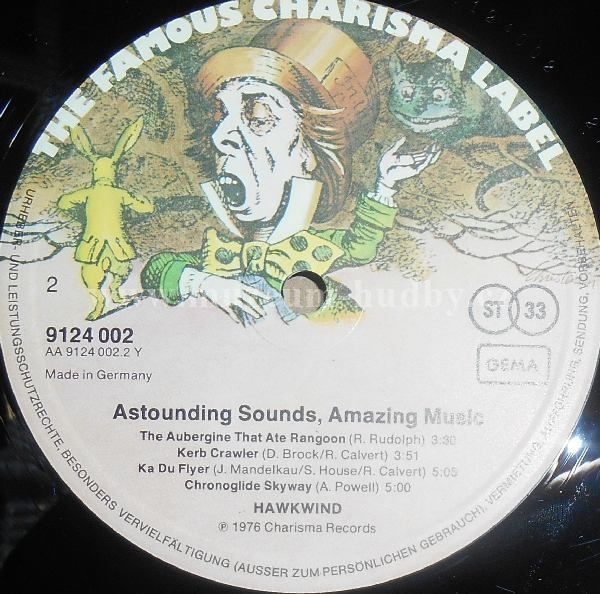 THE FAMOUS CHARISMA LABEL
2
9124 002
AA 9124 002.2 Y
Made in Germany
ST 33
GEMA
Astounding Sounds, Amazing Music
The Aubergine That Ate Rangoon (R. Rudolph) 3:30
Kerb Crawler (D. Brock/R. Calvert) 3:51
Ka Du Flyer (J. Mandelkau/S. House/R. Calvert) 5:05
Chronoglide Skyway (A. Powell) 5:00
HAWKWIND
℗ 1976 Charisma Records
URHEBER- UND LEISTUNGSSCHUTZRECHTE, BESONDERS VERVIELFÄLTIGUNG (AUSSER ZUM PERSÖNLICHEN GEBRAUCH), VERMIETUNG, AUFFÜHRUNG, SENDUNG, VORBEHALTEN